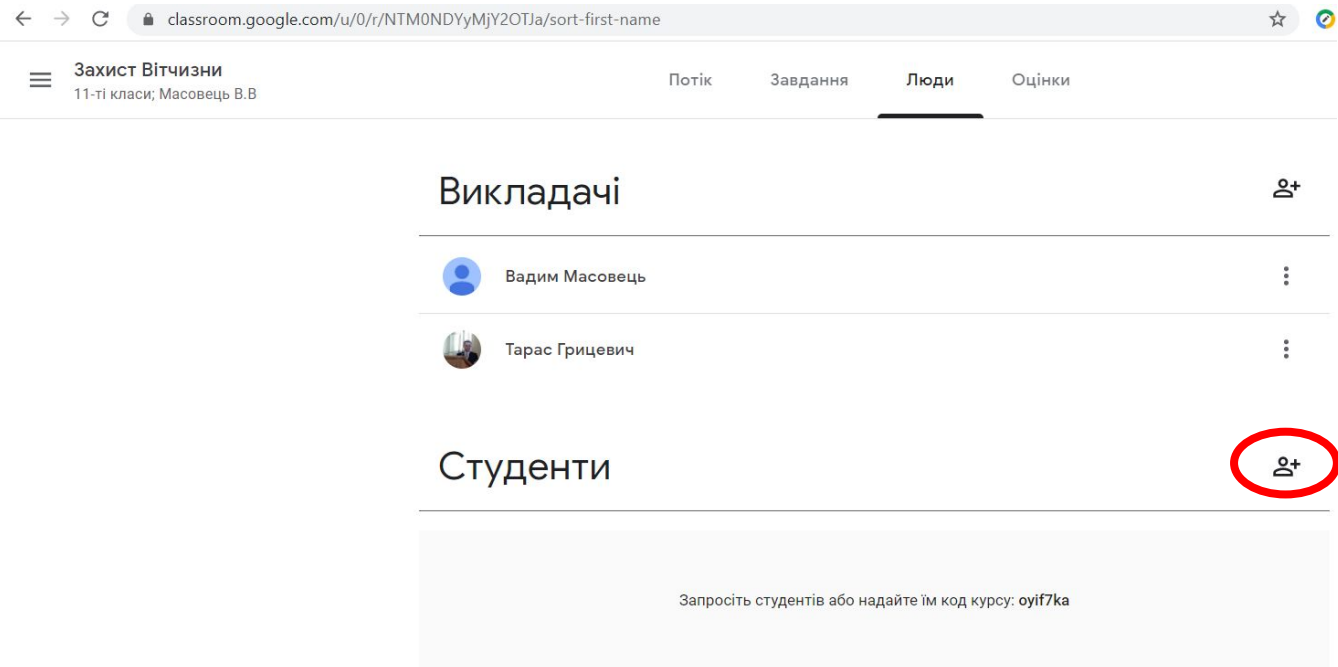 classroom.google.com/u/0/r/NTM0NDYyMjY2OTJa/sort-first-name
Захист Вітчизни
11-ті класи; Масовець В.В
Потік Завдання Люди Оцінки
Викладачі
Вадим Масовець
Тарас Грицевич
Студенти
Запросіть студентів або надайте їм код курсу: oyif7ka